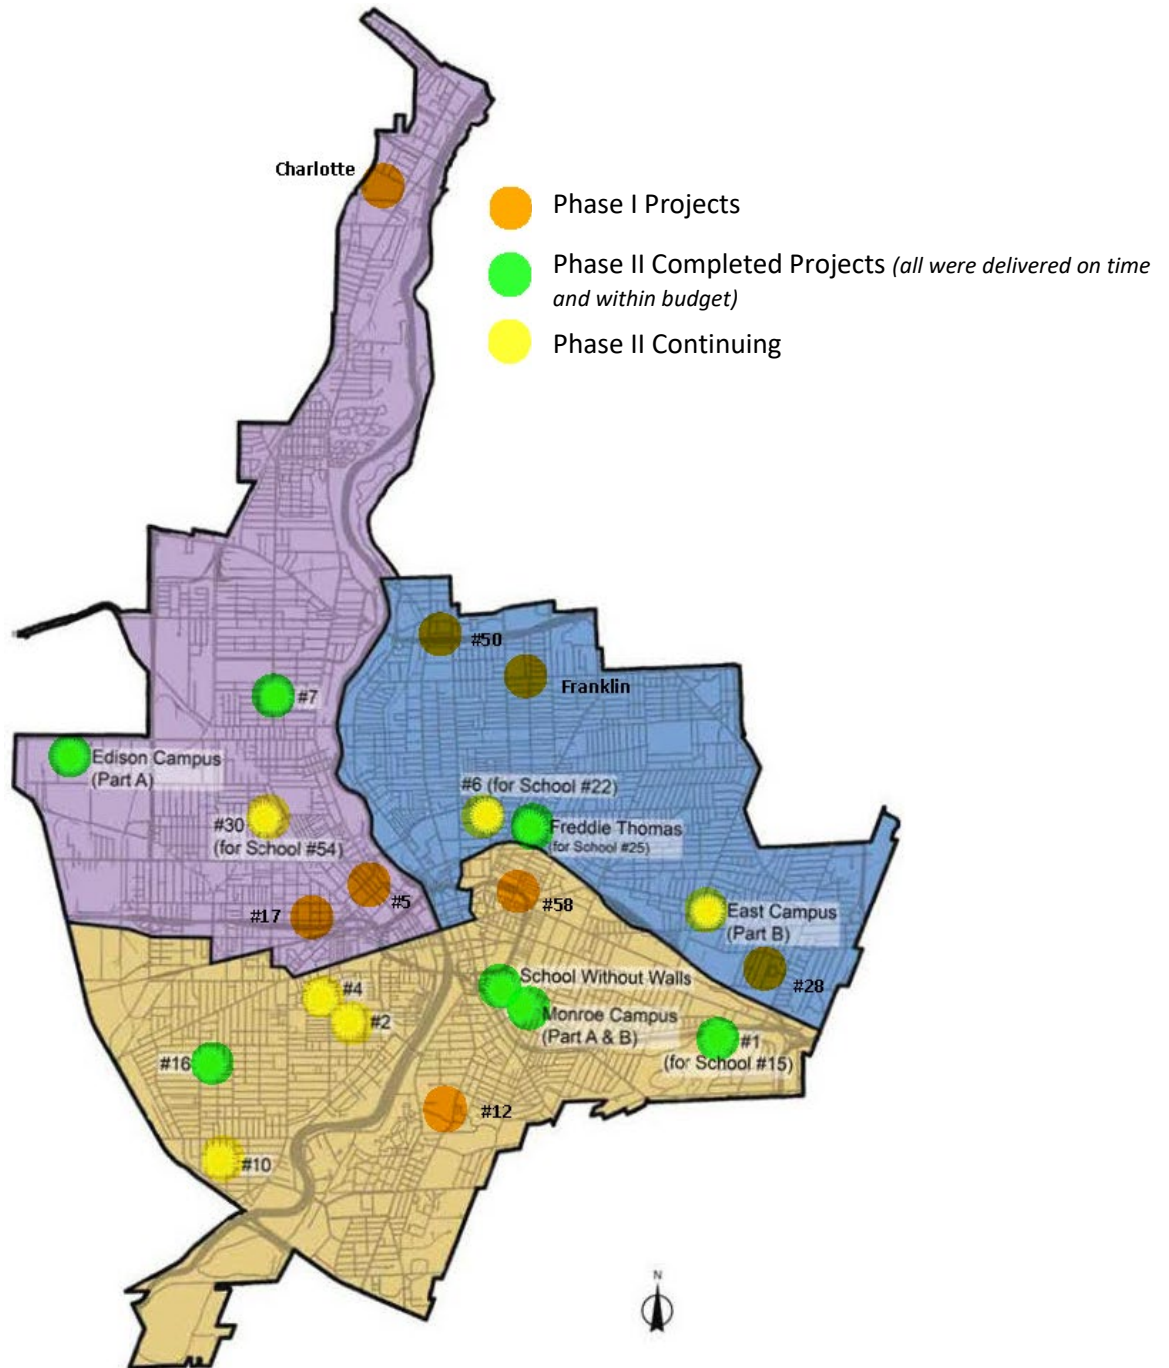 Charlotte
Phase I Projects
Phase II Completed Projects (all were delivered on time
and within budget)
Phase II Continuing
#50
Franklin
#7
Edison Campus
(Part A)
#6 (for School #22)
#30
(for School #54)
Freddie Thomas
(for School #25)
#5
#17
#58
East Campus
(Part B)
#28
School Without Walls
#4
Monroe Campus
(Part A & B)
#2
#1
(for School #15)
#16
#12
#10
N